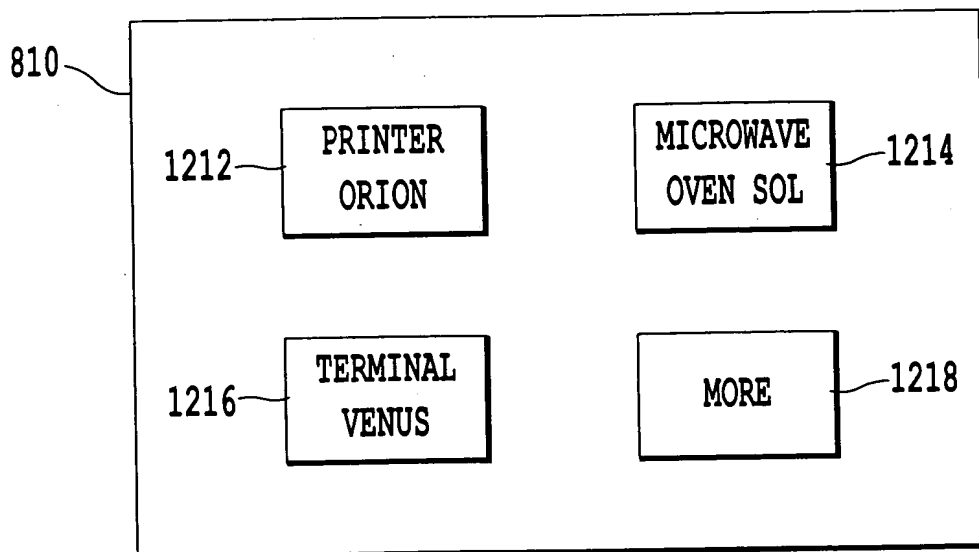 810
1212
PRINTER
ORION
MICROWAVE
OVEN SOL
1214
1216
TERMINAL
VENUS
MORE
1218